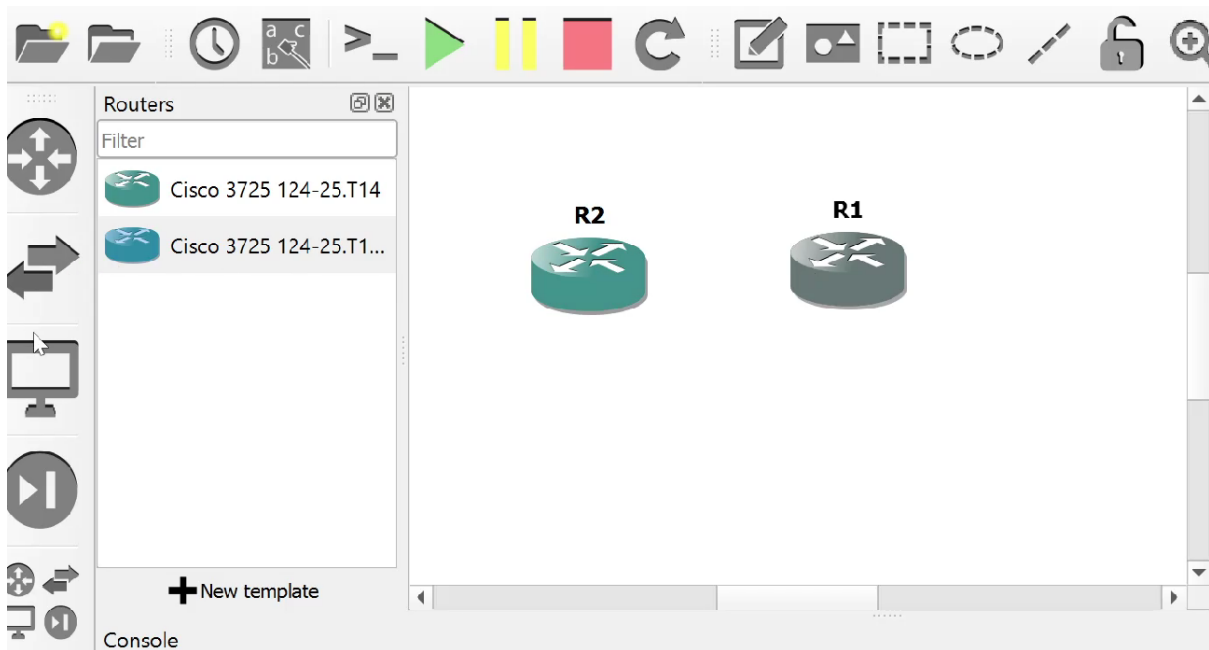 a c
b
>_
Routers
Filter
Cisco 3725 124-25.T14
Cisco 3725 124-25.T1...
R2
R1
New template
Console